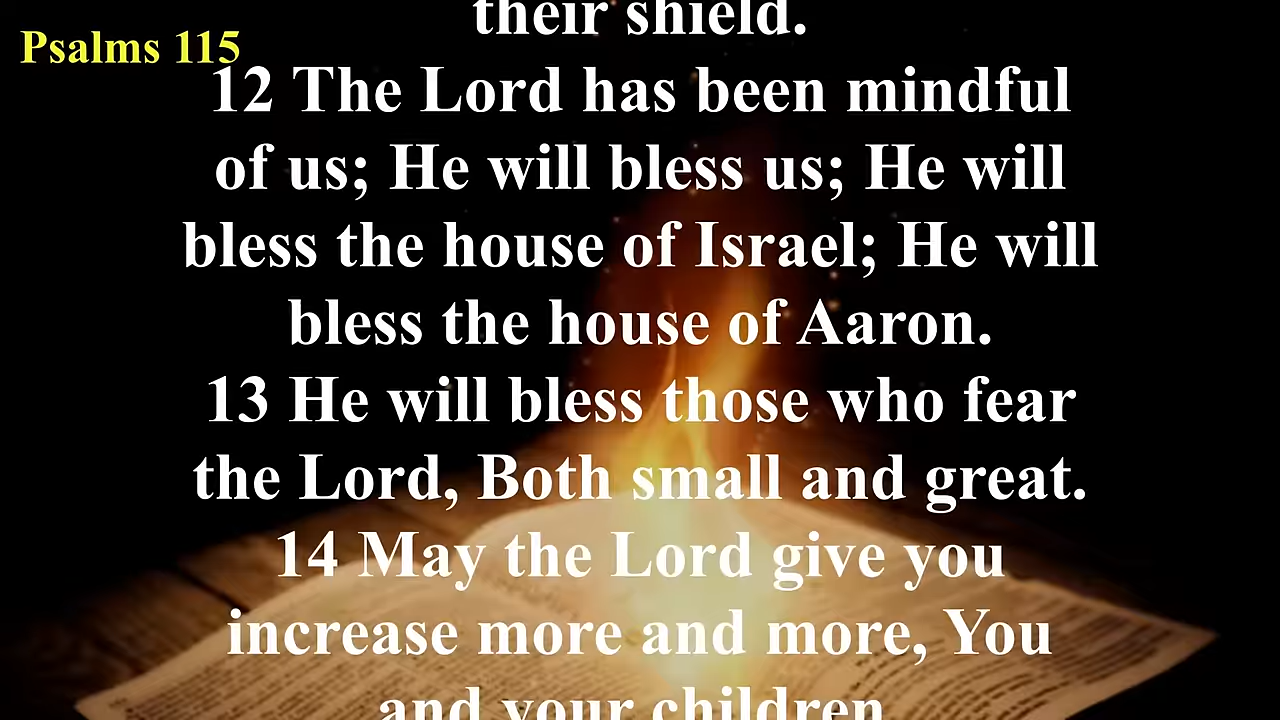 their shield.
Psalms 115
12 The Lord has been mindful
of us; He will bless us; He will
bless the house of Israel; He will
bless the house of Aaron.
13 He will bless those who fear
the Lord, Both small and great.
14 May the Lord give you
increase more and more, You
and your children